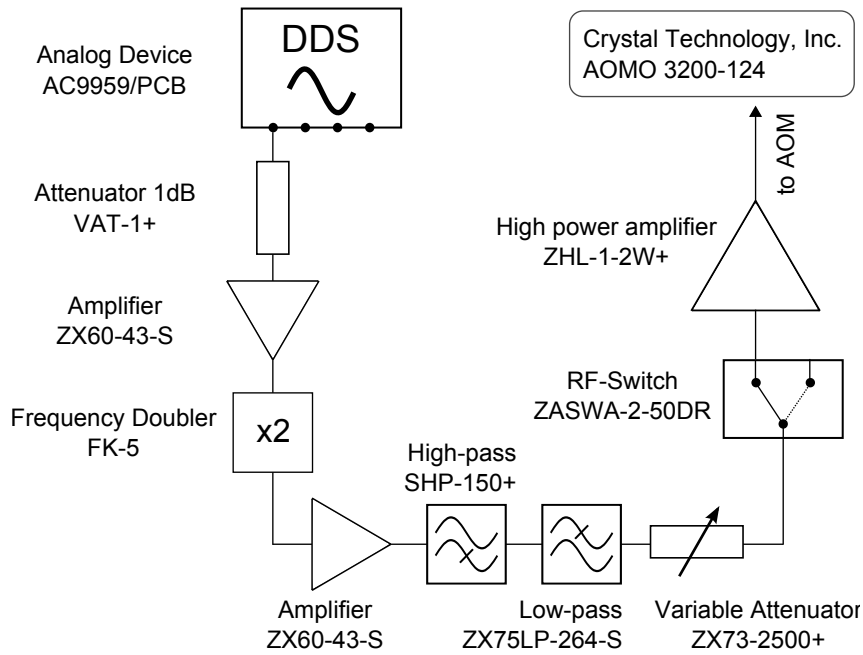 DDS
Analog Device
AC9959/PCB
Attenuator 1dB
VAT-1+
Amplifier
ZX60-43-S
Frequency Doubler
FK-5
x2
Amplifier
ZX60-43-S
High-pass
SHP-150+
Low-pass
ZX75LP-264-S
Variable Attenuator
ZX73-2500+
RF-Switch
ZASWA-2-50DR
High power amplifier
ZHL-1-2W+
to AOM
Crystal Technology, Inc.
AOMO 3200-124